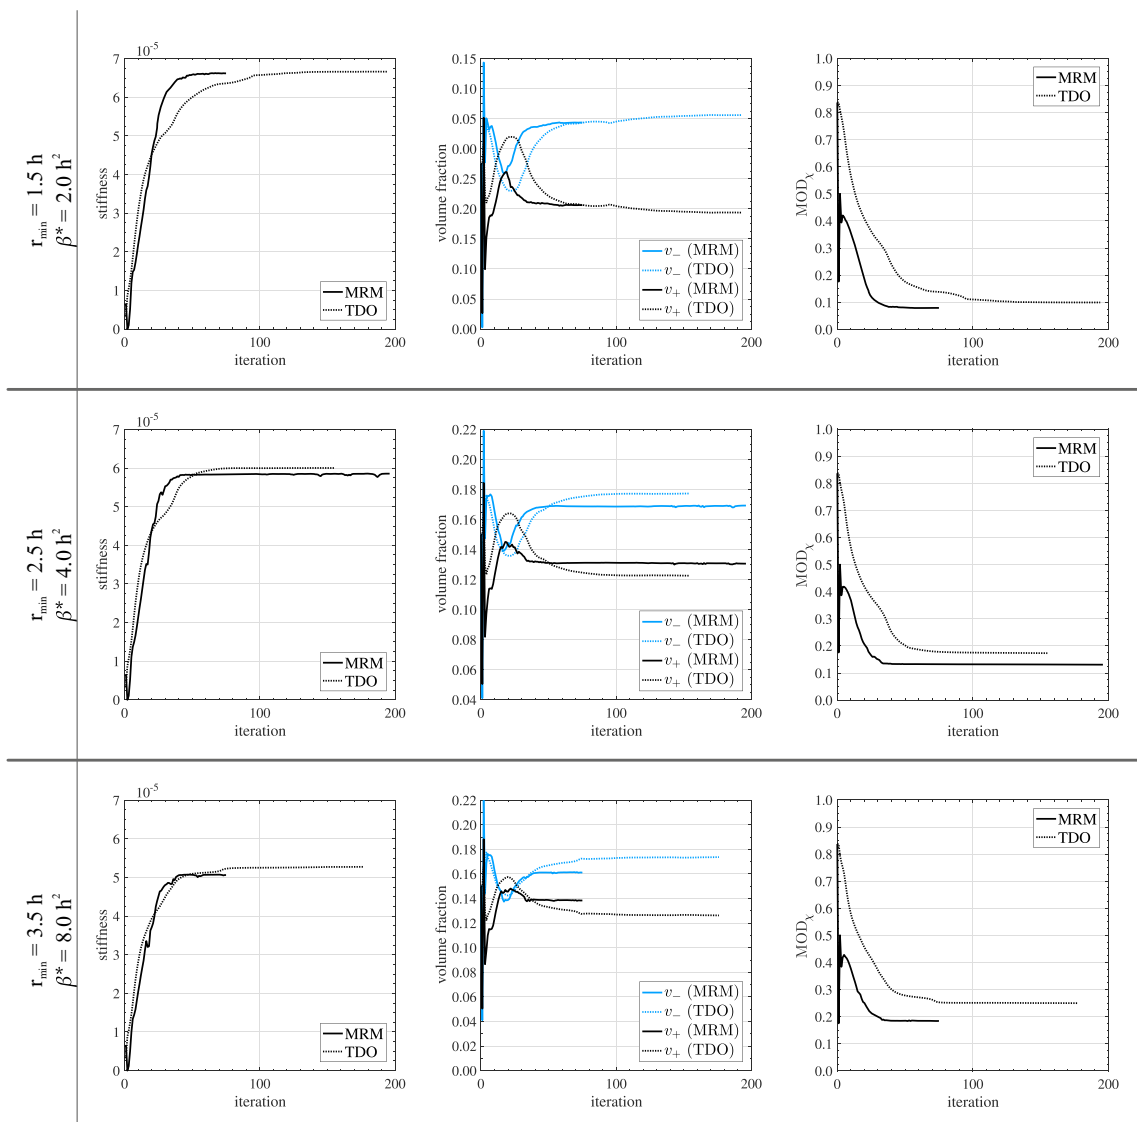 r_min = 1.5 h
β* = 2.0 h²
10⁻⁵
7
6
5
4
3
2
1
0
0 100 200
stiffness
iteration
MRM
TDO
0.15
0.05
0.00
0.25
0.20
0.15
0.10
0.05
0.00
0 100 200
volume fraction
iteration
v₋ (MRM)
v₋ (TDO)
v₊ (MRM)
v₊ (TDO)
1.0
0.9
0.8
0.7
0.6
0.5
0.4
0.3
0.2
0.1
0.0
0 100 200
MODχ
iteration
MRM
TDO
r_min = 2.5 h
β* = 4.0 h²
10⁻⁵
7
6
5
4
3
2
1
0
0 100 200
stiffness
iteration
MRM
TDO
0.22
0.18
0.16
0.14
0.12
0.08
0.06
0.04
0 100 200
volume fraction
iteration
v₋ (MRM)
v₋ (TDO)
v₊ (MRM)
v₊ (TDO)
1.0
0.9
0.8
0.7
0.6
0.5
0.4
0.3
0.2
0.1
0.0
0 100 200
MODχ
iteration
MRM
TDO
r_min = 3.5 h
β* = 8.0 h²
10⁻⁵
7
6
5
4
3
2
1
0
0 100 200
stiffness
iteration
MRM
TDO
0.22
0.20
0.18
0.16
0.14
0.12
0.06
0.04
0.02
0.00
0 100 200
volume fraction
iteration
v₋ (MRM)
v₋ (TDO)
v₊ (MRM)
v₊ (TDO)
1.0
0.9
0.8
0.7
0.6
0.5
0.4
0.3
0.2
0.1
0.0
0 100 200
MODχ
iteration
MRM
TDO